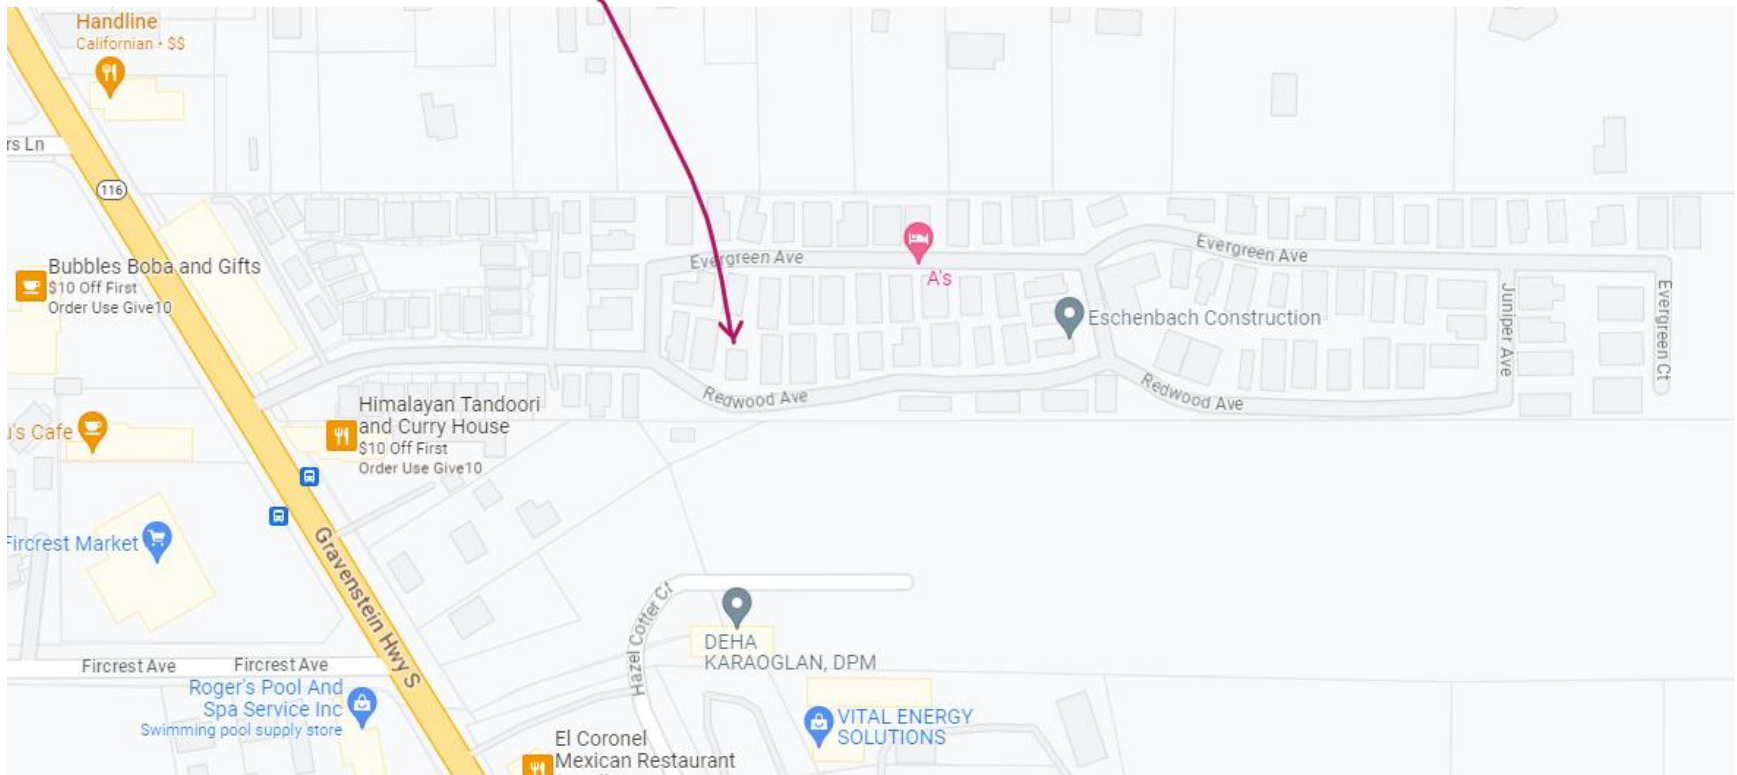 Handline
Californian • $$
rs Ln
116
Bubbles Boba and Gifts
$10 Off First
Order Use Give10
Evergreen Ave
A's
Evergreen Ave
Eschenbach Construction
Juniper Ave
Evergreen Ct
Redwood Ave
Redwood Ave
Himalayan Tandoori
and Curry House
$10 Off First
Order Use Give10
u's Cafe
Fircrest Market
Gravenstein Hwy S
Hazel Cotter Ct
DEHA
KARAOGLAN, DPM
Fircrest Ave
Fircrest Ave
Roger's Pool And
Spa Service Inc
Swimming pool supply store
VITAL ENERGY
SOLUTIONS
El Coronel
Mexican Restaurant